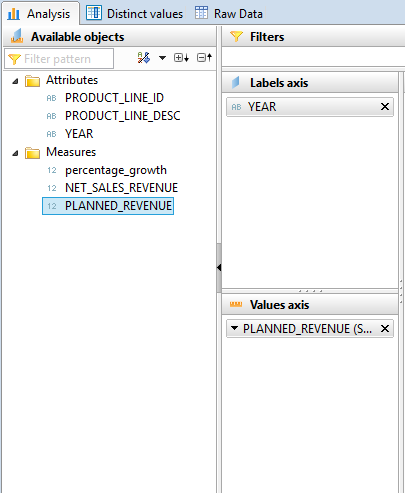 Analysis Distinct values Raw Data
Available objects
Filter pattern
Attributes
AB PRODUCT_LINE_ID
AB PRODUCT_LINE_DESC
AB YEAR
Measures
12 percentage_growth
12 NET_SALES_REVENUE
12 PLANNED_REVENUE
Filters
Labels axis
AB YEAR
Values axis
PLANNED_REVENUE (S...